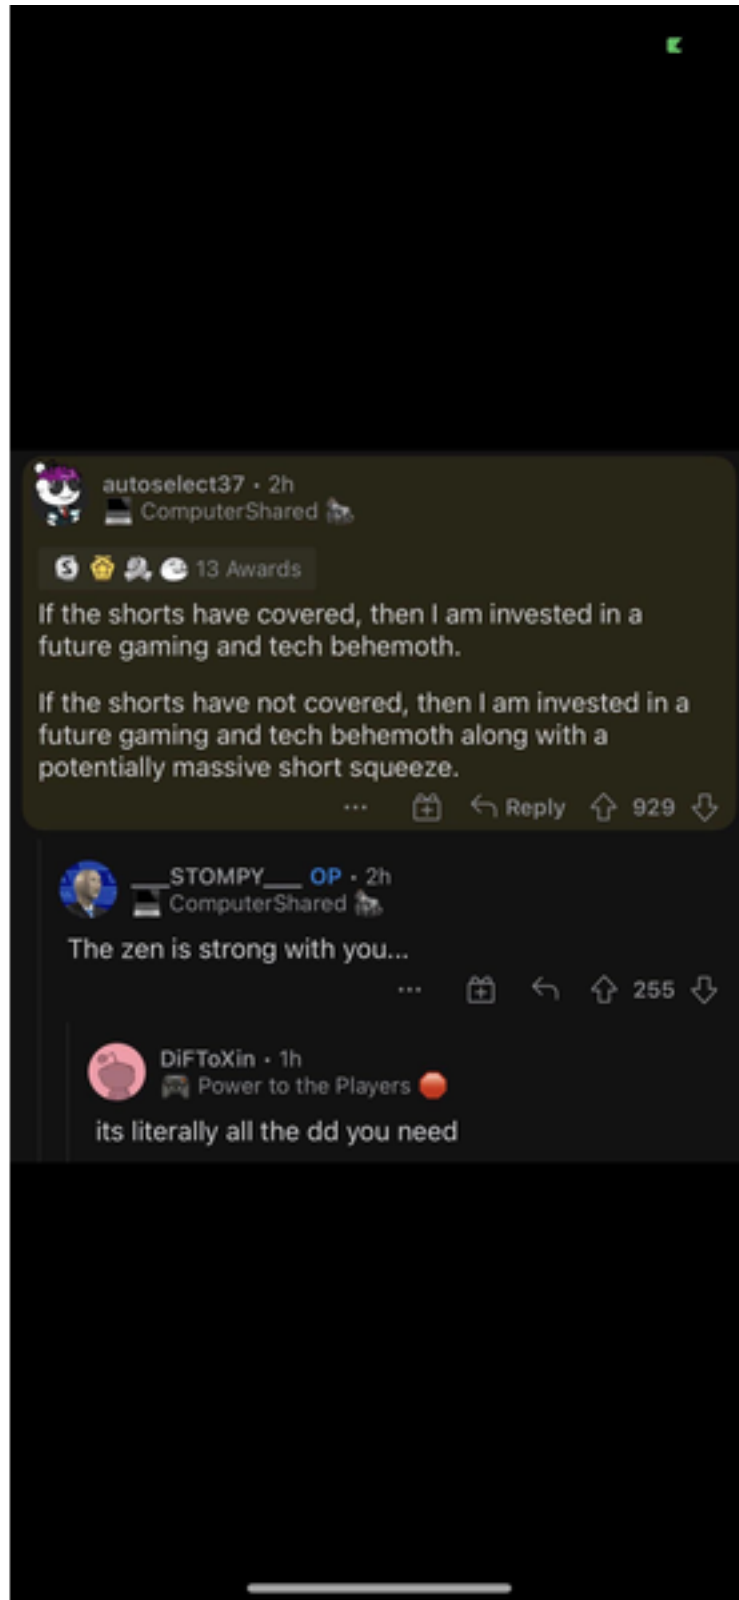 autoselect37 · 2h
ComputerShared
13 Awards
If the shorts have covered, then I am invested in a
future gaming and tech behemoth.
If the shorts have not covered, then I am invested in a
future gaming and tech behemoth along with a
potentially massive short squeeze.
Reply 929
___STOMPY___ OP · 2h
ComputerShared
The zen is strong with you...
255
DiFToXin · 1h
Power to the Players
its literally all the dd you need